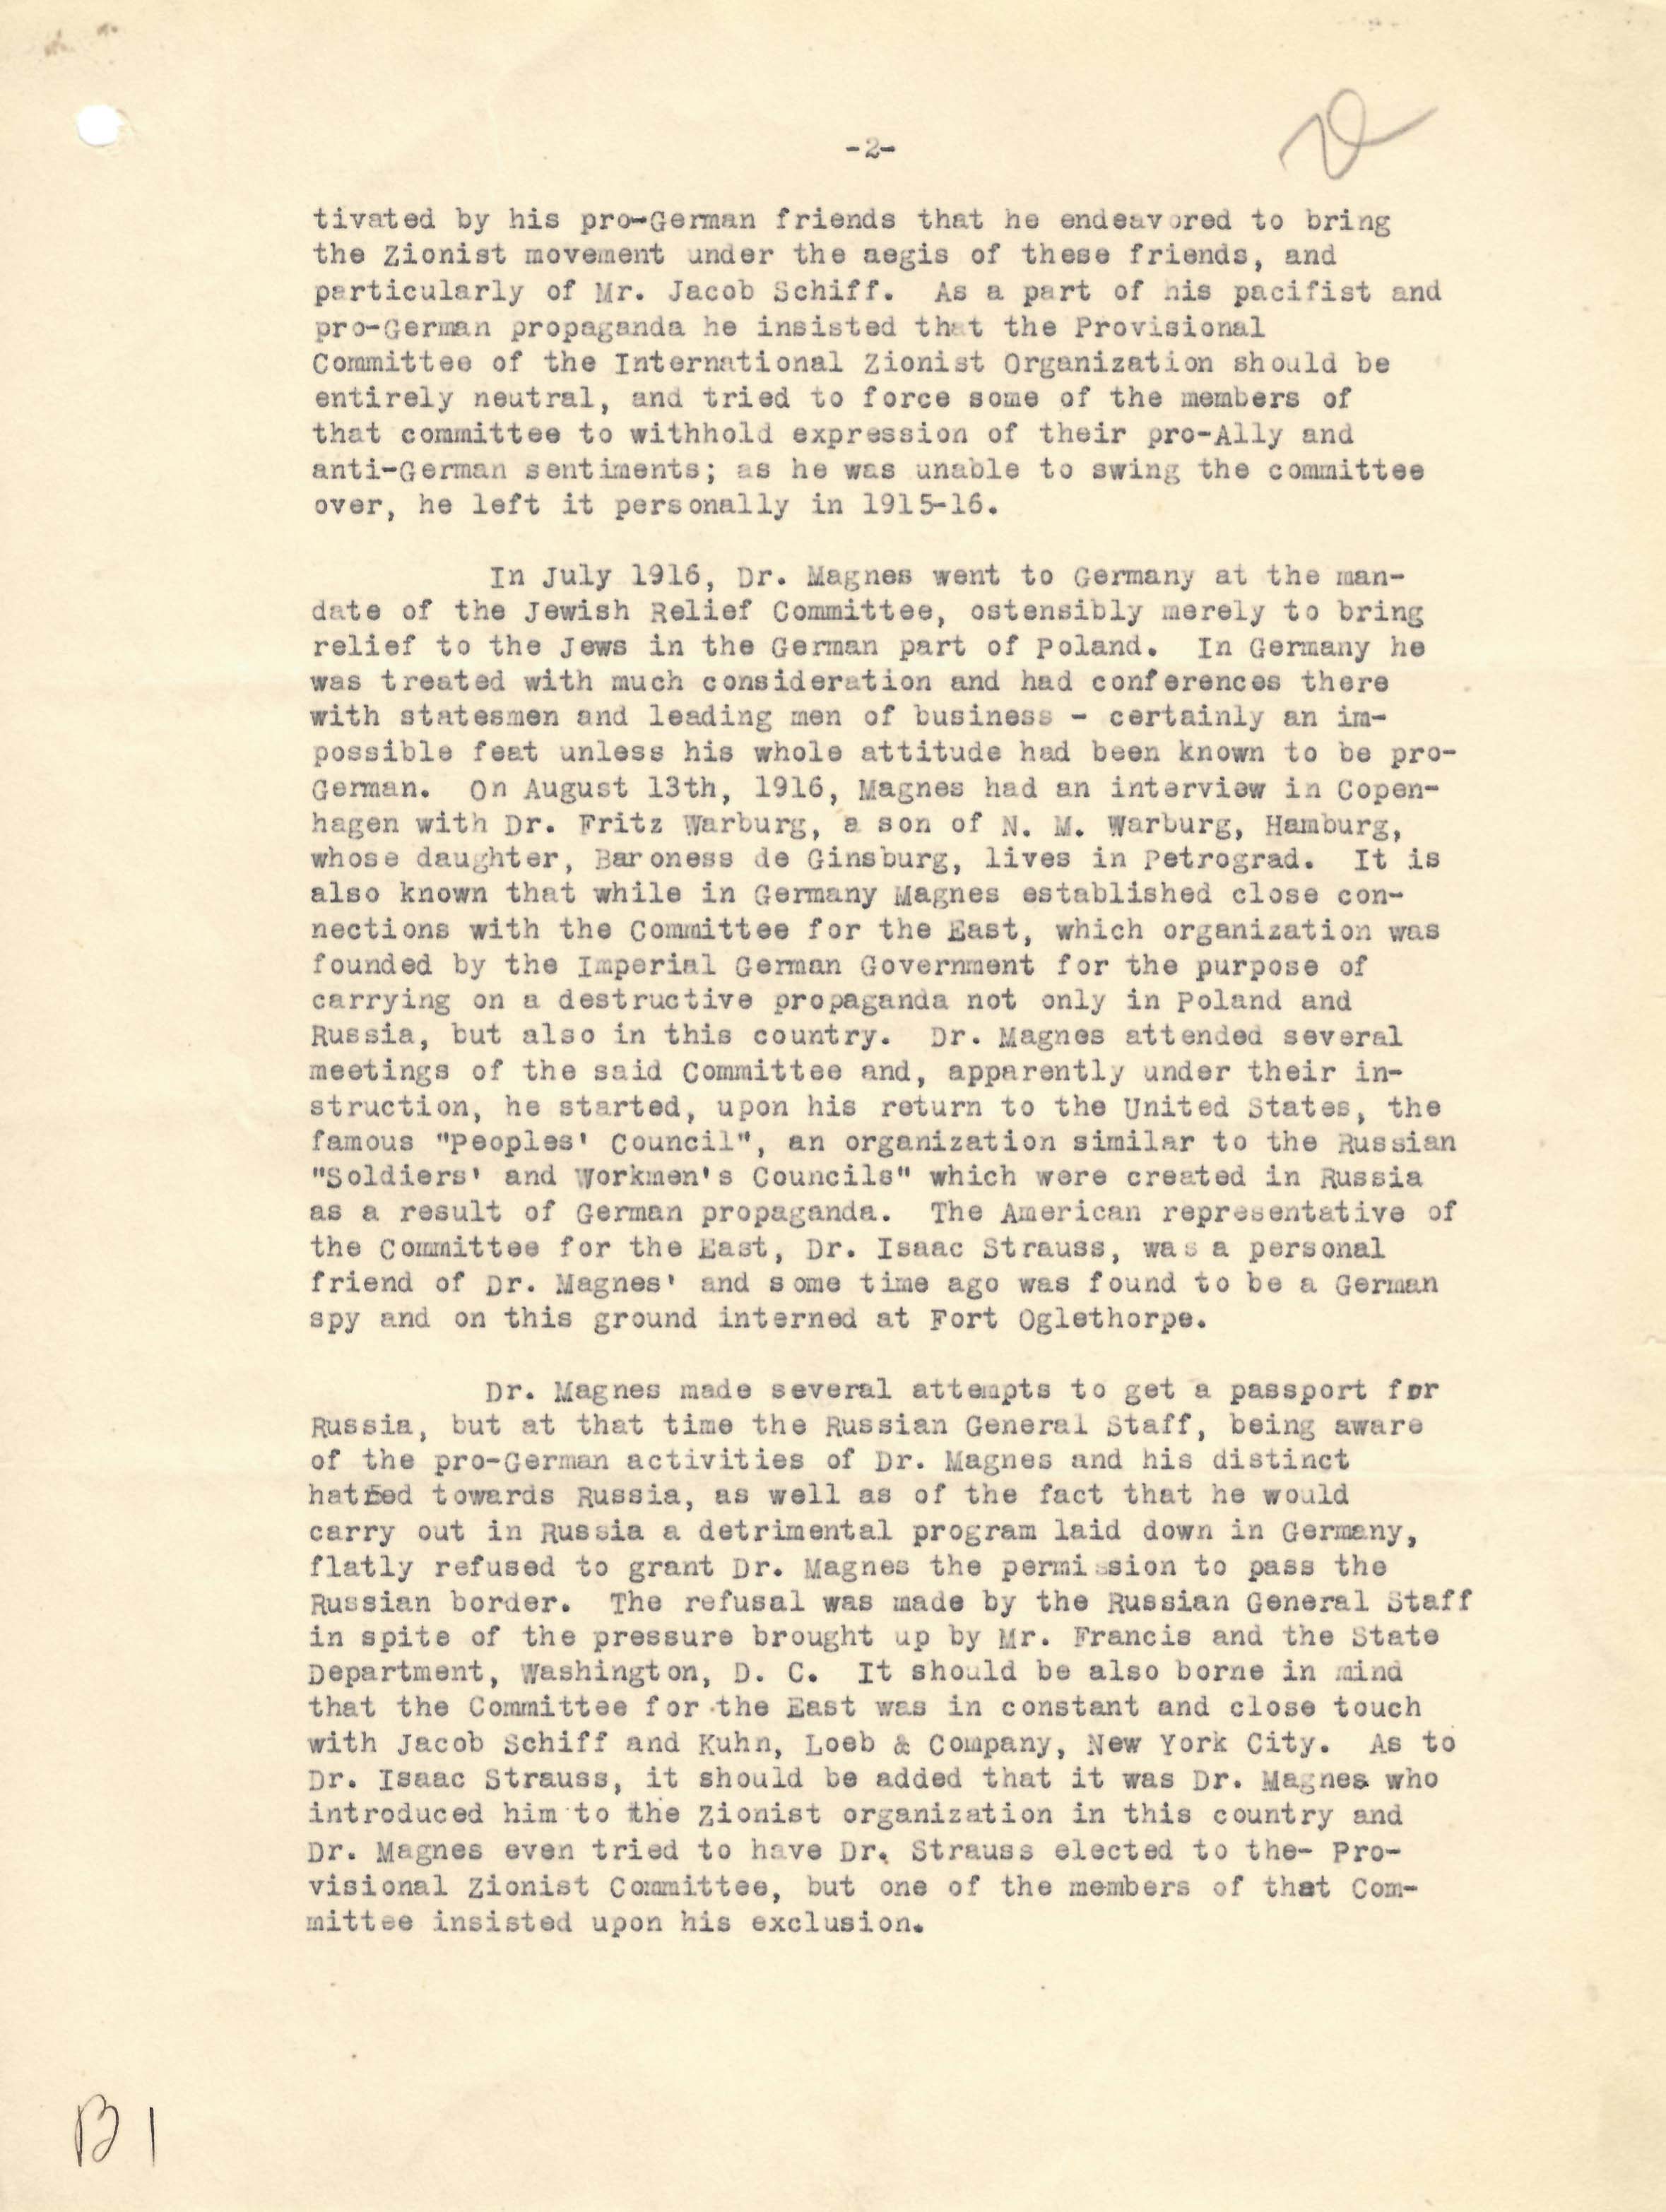 -2-
tivated by his pro-German friends that he endeavored to bring
the Zionist movement under the aegis of these friends, and
particularly of Mr. Jacob Schiff. As a part of his pacifist and
pro-German propaganda he insisted that the Provisional
Committee of the International Zionist Organization should be
entirely neutral, and tried to force some of the members of
that committee to withhold expression of their pro-Ally and
anti-German sentiments; as he was unable to swing the committee
over, he left it personally in 1915-16.
In July 1916, Dr. Magnes went to Germany at the man-
date of the Jewish Relief Committee, ostensibly merely to bring
relief to the Jews in the German part of Poland. In Germany he
was treated with much consideration and had conferences there
with statesmen and leading men of business - certainly an im-
possible feat unless his whole attitude had been known to be pro-
German. On August 13th, 1916, Magnes had an interview in Copen-
hagen with Dr. Fritz Warburg, a son of N. M. Warburg, Hamburg,
whose daughter, Baroness de Ginsburg, lives in Petrograd. It is
also known that while in Germany Magnes established close con-
nections with the Committee for the East, which organization was
founded by the Imperial German Government for the purpose of
carrying on a destructive propaganda not only in Poland and
Russia, but also in this country. Dr. Magnes attended several
meetings of the said Committee and, apparently under their in-
struction, he started, upon his return to the United States, the
famous "Peoples' Council", an organization similar to the Russian
"Soldiers' and Workmen's Councils" which were created in Russia
as a result of German propaganda. The American representative of
the Committee for the East, Dr. Isaac Strauss, was a personal
friend of Dr. Magnes' and some time ago was found to be a German
spy and on this ground interned at Fort Oglethorpe.
Dr. Magnes made several attempts to get a passport for
Russia, but at that time the Russian General Staff, being aware
of the pro-German activities of Dr. Magnes and his distinct
hatred towards Russia, as well as of the fact that he would
carry out in Russia a detrimental program laid down in Germany,
flatly refused to grant Dr. Magnes the permission to pass the
Russian border. The refusal was made by the Russian General Staff
in spite of the pressure brought up by Mr. Francis and the State
Department, Washington, D. C. It should be also borne in mind
that the Committee for the East was in constant and close touch
with Jacob Schiff and Kuhn, Loeb & Company, New York City. As to
Dr. Isaac Strauss, it should be added that it was Dr. Magnes who
introduced him to the Zionist organization in this country and
Dr. Magnes even tried to have Dr. Strauss elected to the- Pro-
visional Zionist Committee, but one of the members of that Com-
mittee insisted upon his exclusion.
B1